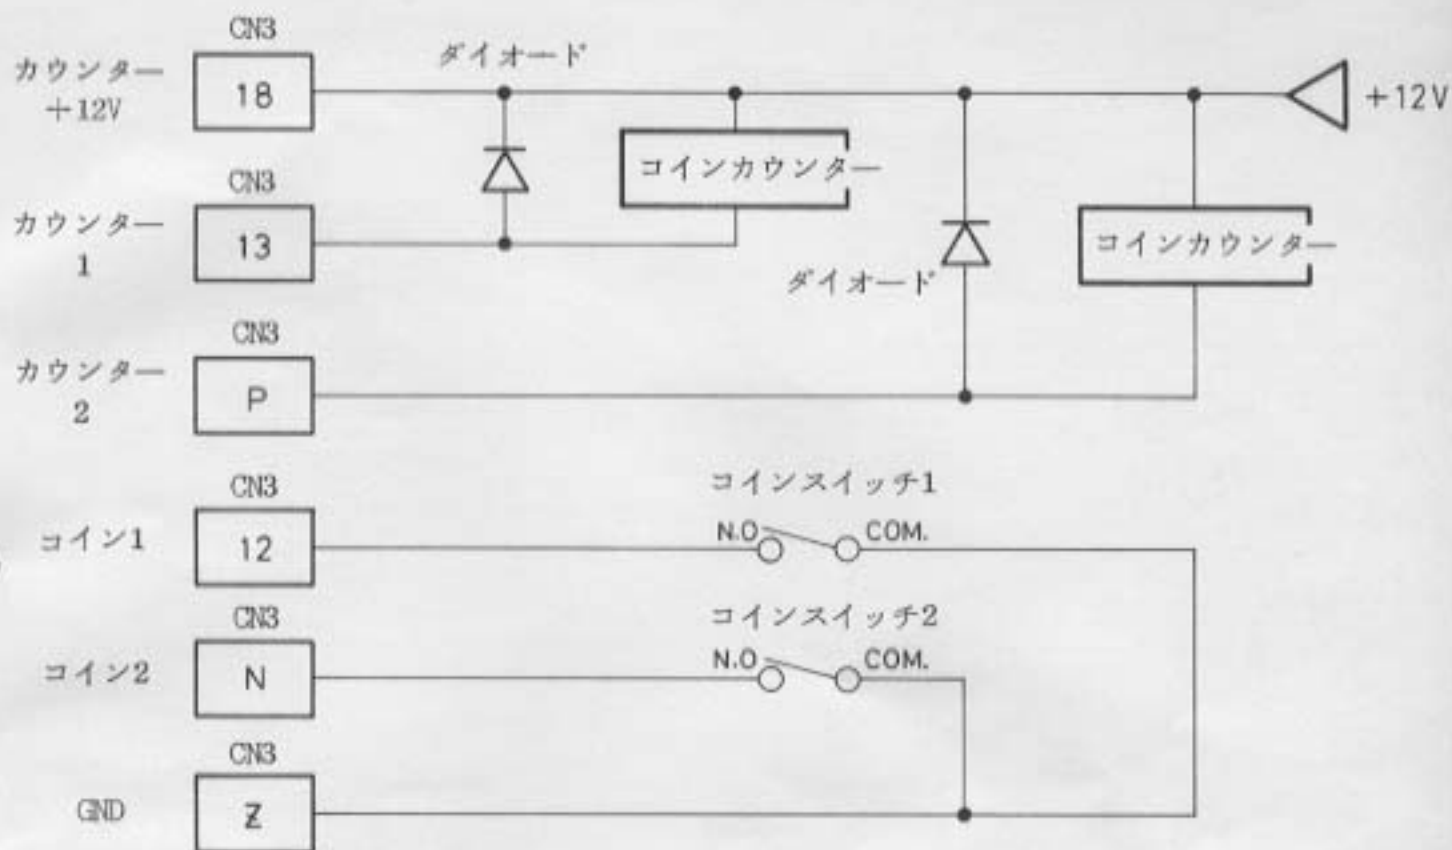 CN3
カウンター
+12V
18
ダイオード
+12V
コインカウンター
CN3
カウンター
1
13
コインカウンター
ダイオード
CN3
カウンター
2
P
コインスイッチ1
CN3
コイン1
12
N.O
COM.
コインスイッチ2
CN3
コイン2
N
N.O
COM.
CN3
GND
Z